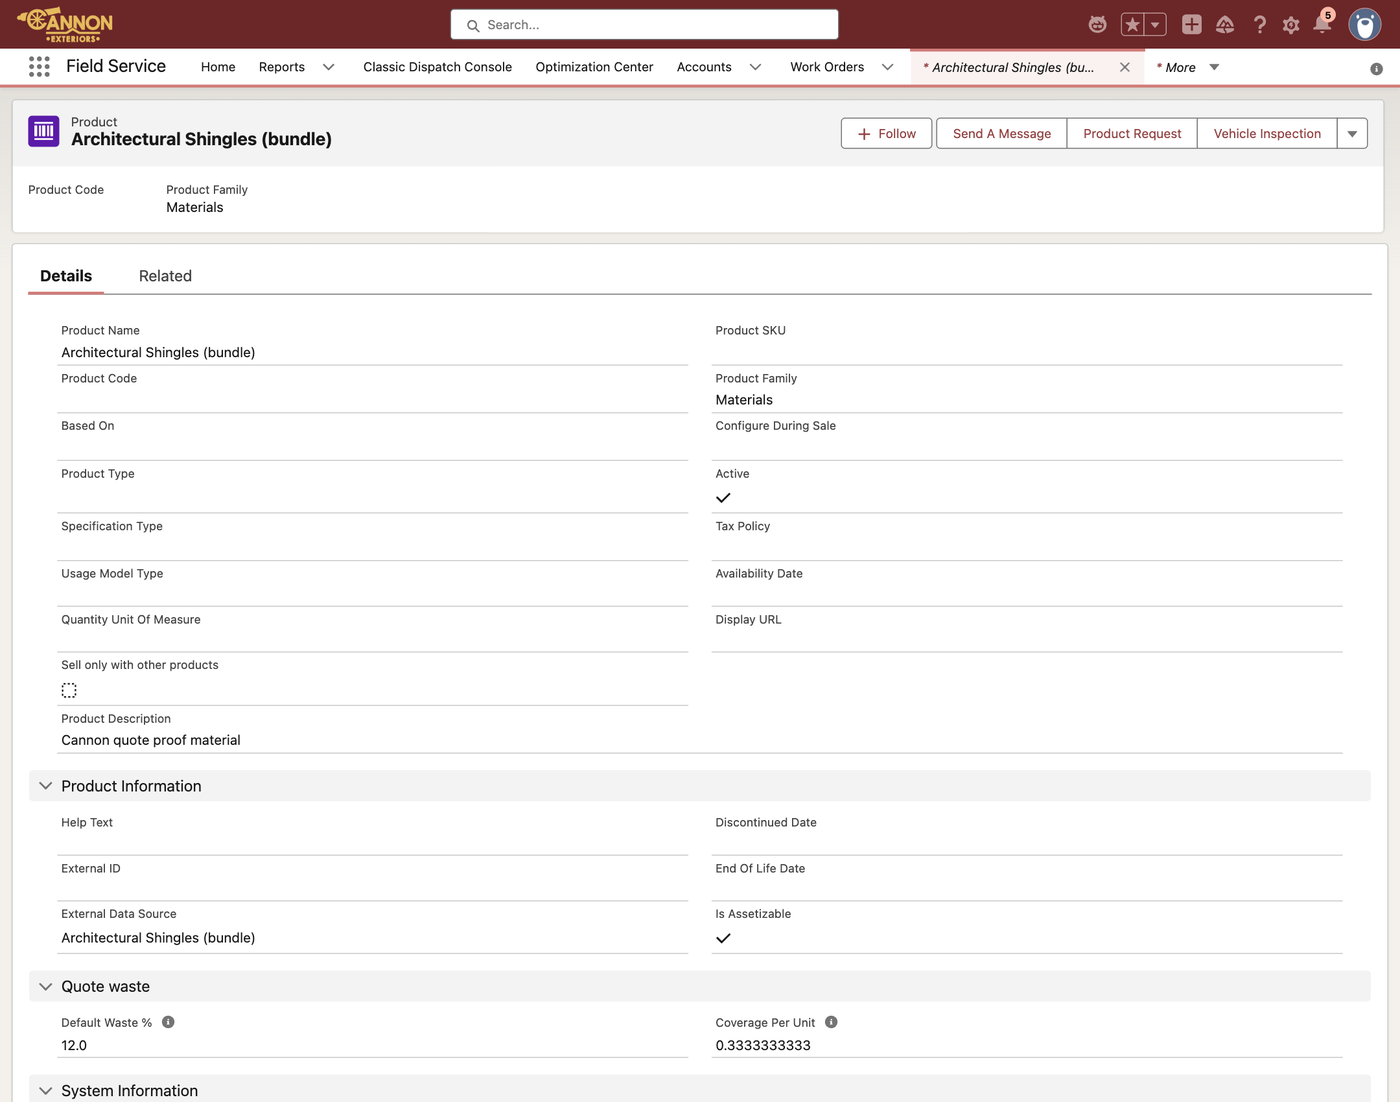 CANNON
•EXTERIORS•
Search...
5
Field Service
Home
Reports
Classic Dispatch Console
Optimization Center
Accounts
Work Orders
* Architectural Shingles (bu...
* More
Product
Architectural Shingles (bundle)
Follow
Send A Message
Product Request
Vehicle Inspection
Product Code
Product Family
Materials
Details
Related
Product Name
Architectural Shingles (bundle)
Product SKU
Product Code
Product Family
Materials
Based On
Configure During Sale
Product Type
Active
Specification Type
Tax Policy
Usage Model Type
Availability Date
Quantity Unit Of Measure
Display URL
Sell only with other products
Product Description
Cannon quote proof material
Product Information
Help Text
Discontinued Date
External ID
End Of Life Date
External Data Source
Architectural Shingles (bundle)
Is Assetizable
Quote waste
Default Waste %
12.0
Coverage Per Unit
0.3333333333
System Information